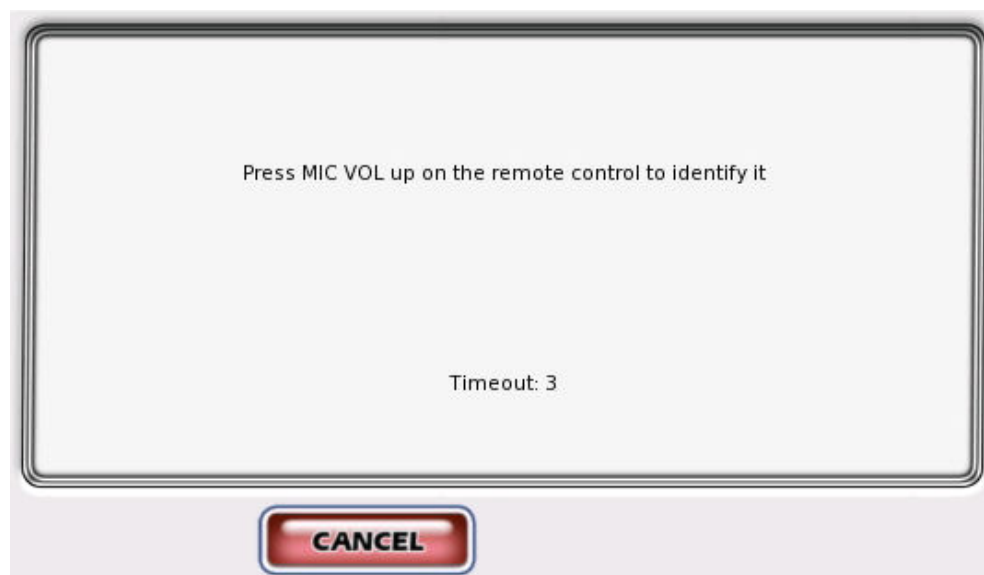 Press MIC VOL up on the remote control to identify it
Timeout: 3
CANCEL